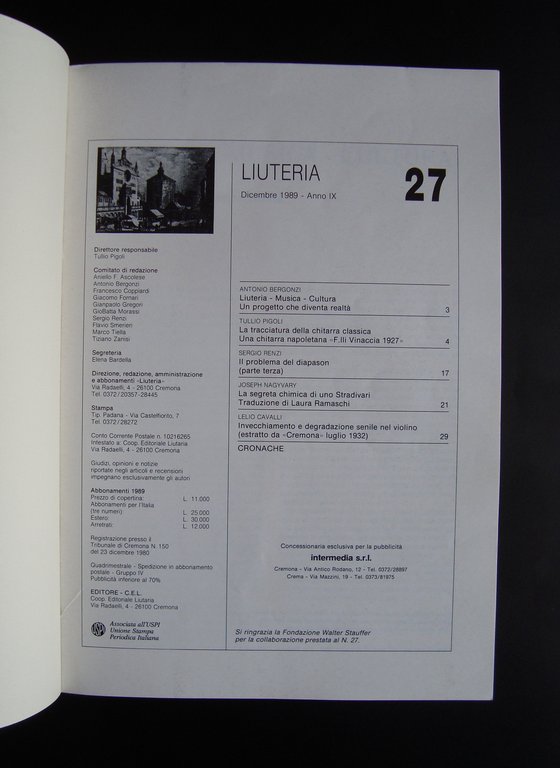 LIUTERIA
27
Dicembre 1989 - Anno IX
Direttore responsabile
Tullio Pigoli
Comitato di redazione
Aniello F. Ascolese
Antonio Bergonzi
Francesco Coppiardi
Giacomo Fornari
Gianpaolo Gregori
GioBatta Morassi
Sergio Renzi
Flavio Smerieri
Marco Tiella
Tiziano Zanisi
Segreteria
Elena Bardella
Direzione, redazione, amministrazione
e abbonamenti «Liuteria»
Via Radaelli, 4 - 26100 Cremona
Tel. 0372/20357-28445
Stampa
Tip. Padana - Via Castelforte, 7
Tel. 0372/28272
Conto Corrente Postale n. 10216265
Intestato a: Coop. Editoriale Liutaria
Via Radaelli, 4 - 26100 Cremona
Giudizi, opinioni e notizie
riportate negli articoli e recensioni
impegnano esclusivamente gli autori
Abbonamenti 1989
Prezzo di copertina: L. 11.000
Abbonamenti per l'Italia
(tre numeri) L. 25.000
Estero: L. 30.000
Arretrati: L. 12.000
Registrazione presso il
Tribunale di Cremona N. 150
del 23 dicembre 1980
Quadrimestrale - Spedizione in abbonamento
postale - Gruppo IV
Pubblicità inferiore al 70%
EDITORE - C.E.L.
Coop. Editoriale Liutaria
Via Radaelli, 4 - 26100 Cremona
Associata all'USPI
Unione Stampa
Periodica Italiana
ANTONIO BERGONZI
Liuteria - Musica - Cultura
Un progetto che diventa realtà 3
TULLIO PIGOLI
La tracciatura della chitarra classica
Una chitarra napoletana «F.lli Vinaccia 1927» 4
SERGIO RENZI
Il problema del diapason
(parte terza) 17
JOSEPH NAGYVARY
La segreta chimica di uno Stradivari
Traduzione di Laura Ramaschi 21
LELIO CAVALLI
Invecchiamento e degradazione senile nel violino
(estratto da «Cremona» luglio 1932) 29
CRONACHE
Concessionaria esclusiva per la pubblicità
intermedia s.r.l.
Cremona - Via Antico Rodano, 12 - Tel. 0372/28897
Crema - Via Mazzini, 19 - Tel. 0373/81975
Si ringrazia la Fondazione Walter Stauffer
per la collaborazione prestata al N. 27.